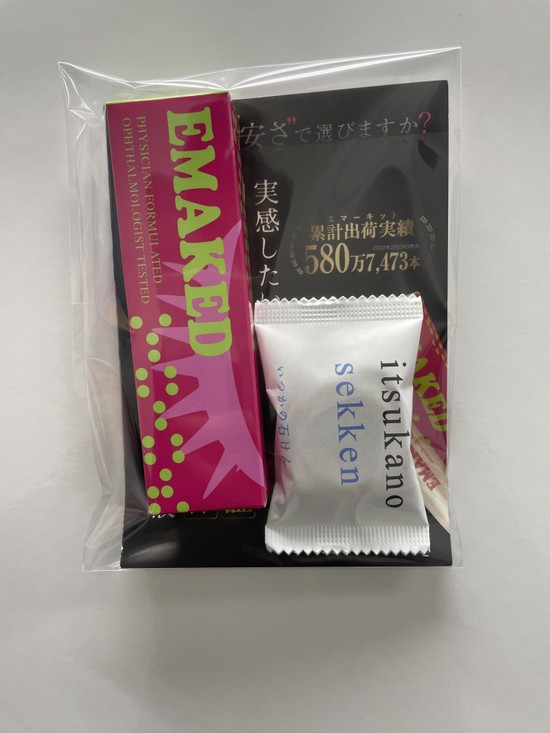 EMAKED
PHYSICIAN FORMULATED
OPHTHALMOLOGIST TESTED
安さ”で選びますか?
実感した
エマーキット
累計出荷実績
580万7,473本
itsukano
sekken
いつかの石けん